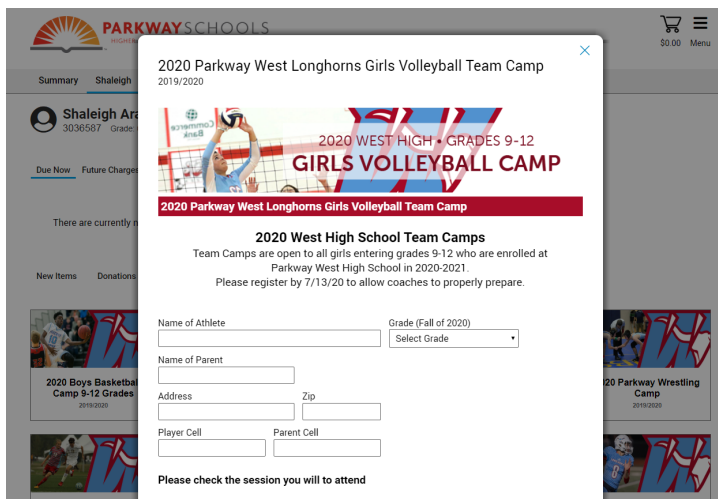 PARKWAYSCHOOLS
$0.00 Menu
Summary Shaleigh
Shaleigh Ara
3036587 Grade:
Due Now Future Charges
There are currently n
New Items Donations
2020 Boys Basketbal
Camp 9-12 Grades
2019/2020
20 Parkway Wrestling
Camp
2019/2020
2020 Parkway West Longhorns Girls Volleyball Team Camp
2019/2020
Commerce
Bank
2020 WEST HIGH • GRADES 9-12
GIRLS VOLLEYBALL CAMP
2020 Parkway West Longhorns Girls Volleyball Team Camp
2020 West High School Team Camps
Team Camps are open to all girls entering grades 9-12 who are enrolled at
Parkway West High School in 2020-2021.
Please register by 7/13/20 to allow coaches to properly prepare.
Name of Athlete Grade (Fall of 2020)
Select Grade
Name of Parent
Address Zip
Player Cell Parent Cell
Please check the session you will to attend